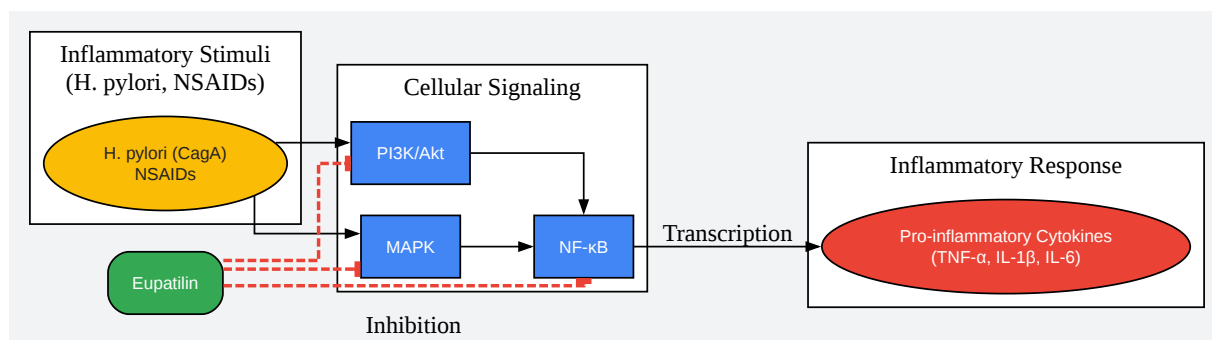 Inflammatory Stimuli
(H. pylori, NSAIDs)
H. pylori (CagA)
NSAIDs
Cellular Signaling
PI3K/Akt
MAPK
NF-κB
Eupatilin
Inhibition
Transcription
Inflammatory Response
Pro-inflammatory Cytokines
(TNF-α, IL-1β, IL-6)